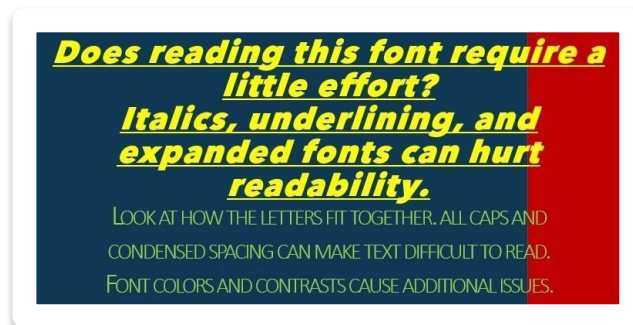 Does reading this font require a
little effort?
Italics, underlining, and
expanded fonts can hurt
readability.
LOOK AT HOW THE LETTERS FIT TOGETHER. ALL CAPS AND
CONDENSED SPACING CAN MAKE TEXT DIFFICULT TO READ.
FONT COLORS AND CONTRASTS CAUSE ADDITIONAL ISSUES.